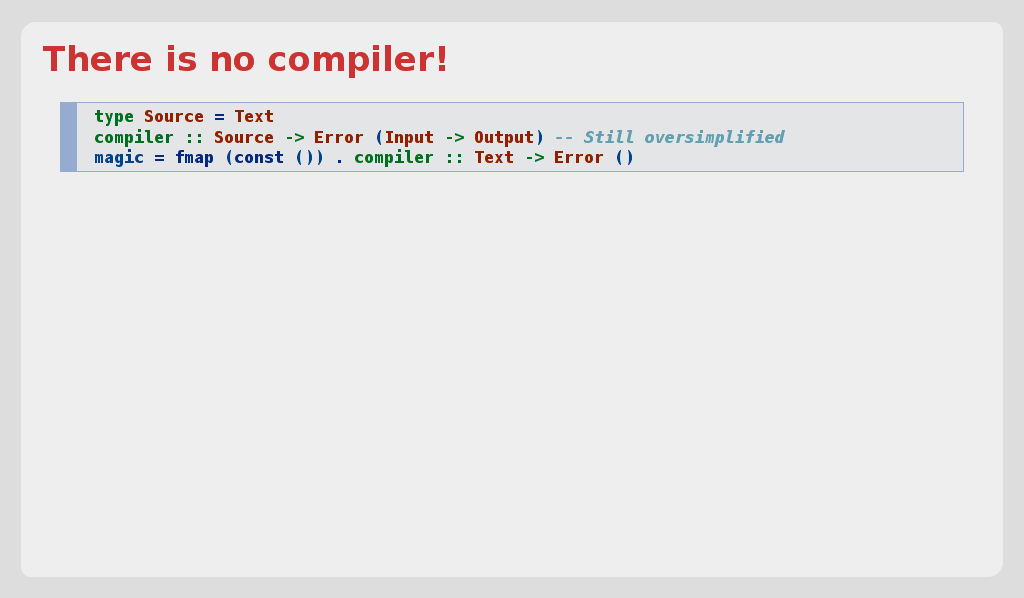 There is no compiler!
type Source = Text
compiler :: Source -> Error (Input -> Output) -- Still oversimplified
magic = fmap (const ()) . compiler :: Text -> Error ()